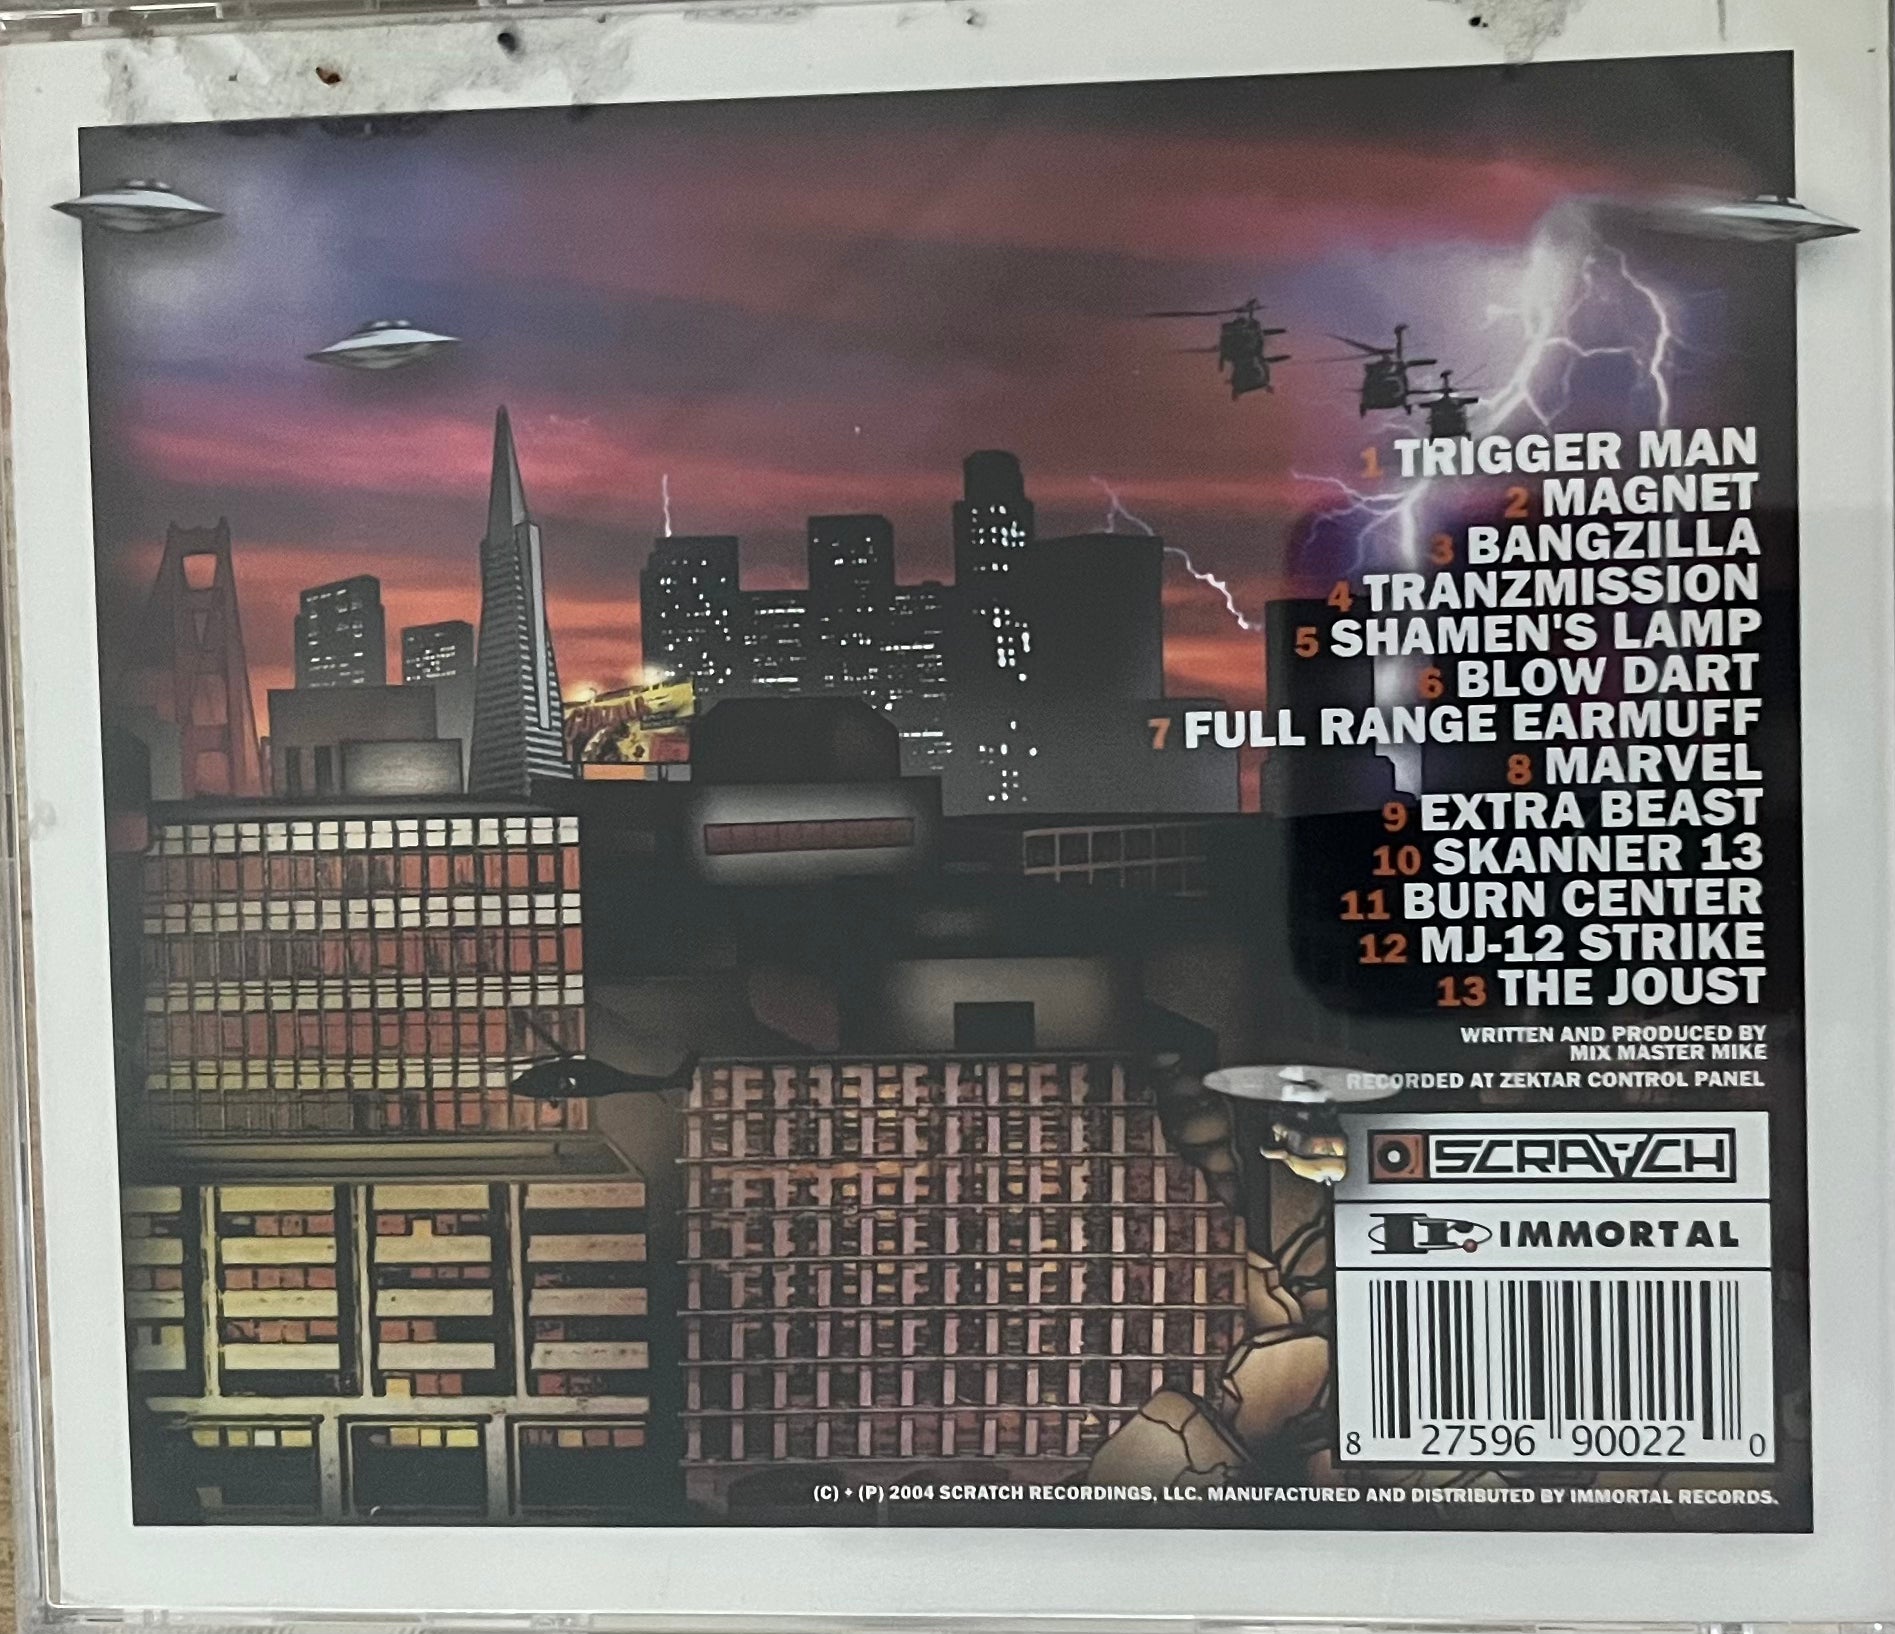 GODZILLA
1 TRIGGER MAN
2 MAGNET
3 BANGZILLA
4 TRANZMISSION
5 SHAMEN'S LAMP
6 BLOW DART
7 FULL RANGE EARMUFF
8 MARVEL
9 EXTRA BEAST
10 SKANNER 13
11 BURN CENTER
12 MJ-12 STRIKE
13 THE JOUST
WRITTEN AND PRODUCED BY
MIX MASTER MIKE
RECORDED AT ZEKTAR CONTROL PANEL
SCRATCH
Ir. IMMORTAL
8 27596 90022 0
(C) + (P) 2004 SCRATCH RECORDINGS, LLC. MANUFACTURED AND DISTRIBUTED BY IMMORTAL RECORDS.